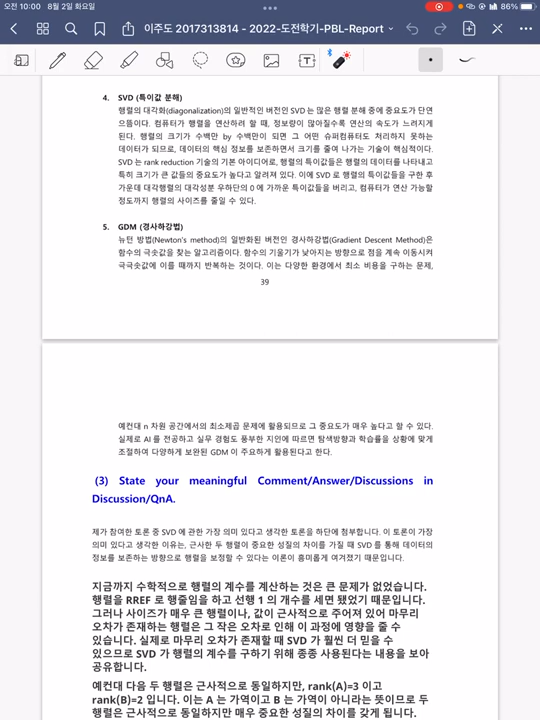 오전 10:00 8월 2일 화요일
86%
이주도 2017313814 - 2022-도전학기-PBL-Report
4. SVD (특이값 분해)
행렬의 대각화(diagonalization)의 일반적인 버전인 SVD 는 많은 행렬 분해 중에 중요도가 단연
으뜸이다. 컴퓨터가 행렬을 연산하려 할 때, 정보량이 많아질수록 연산의 속도가 느려지게
된다. 행렬의 크기가 수백만 by 수백만이 되면 그 어떤 슈퍼컴퓨터도 처리하지 못하는
데이터가 되므로, 데이터의 핵심 정보를 보존하면서 크기를 줄여 나가는 기술이 핵심적이다.
SVD 는 rank reduction 기술의 기본 아이디어로, 행렬의 특이값들은 행렬의 데이터를 나타내고
특히 크기가 큰 값들의 중요도가 높다고 알려져 있다. 이에 SVD 로 행렬의 특이값들을 구한 후
가운데 대각행렬의 대각성분 우하단의 0 에 가까운 특이값들을 버리고, 컴퓨터가 연산 가능할
정도까지 행렬의 사이즈를 줄일 수 있다.
5. GDM (경사하강법)
뉴턴 방법(Newton's method)의 일반화된 버전인 경사하강법(Gradient Descent Method)은
함수의 극솟값을 찾는 알고리즘이다. 함수의 기울기가 낮아지는 방향으로 점을 계속 이동시켜
극극솟값에 이를 때까지 반복하는 것이다. 이는 다양한 환경에서 최소 비용을 구하는 문제,
39
예컨대 n 차원 공간에서의 최소제곱 문제에 활용되므로 그 중요도가 매우 높다고 할 수 있다.
실제로 AI 를 전공하고 실무 경험도 풍부한 지인에 따르면 탐색방향과 학습률을 상황에 맞게
조절하여 다양하게 보완된 GDM 이 주요하게 활용된다고 한다.
(3) State your meaningful Comment/Answer/Discussions in
Discussion/QnA.
제가 참여한 토론 중 SVD 에 관한 가장 의미 있다고 생각한 토론을 하단에 첨부합니다. 이 토론이 가장
의미 있다고 생각한 이유는, 근사한 두 행렬이 중요한 성질의 차이를 가질 때 SVD 를 통해 데이터의
정보를 보존하는 방향으로 행렬을 보정할 수 있다는 이론이 흥미롭게 여겨졌기 때문입니다.
지금까지 수학적으로 행렬의 계수를 계산하는 것은 큰 문제가 없었습니다.
행렬을 RREF 로 행줄임을 하고 선행 1 의 개수를 세면 됐었기 때문입니다.
그러나 사이즈가 매우 큰 행렬이나, 값이 근사적으로 주어져 있어 마무리
오차가 존재하는 행렬은 그 작은 오차로 인해 이 과정에 영향을 줄 수
있습니다. 실제로 마무리 오차가 존재할 때 SVD 가 훨씬 더 믿을 수
있으므로 SVD 가 행렬의 계수를 구하기 위해 종종 사용된다는 내용을 보아
공유합니다.
예컨대 다음 두 행렬은 근사적으로 동일하지만, rank(A)=3 이고
rank(B)=2 입니다. 이는 A 는 가역이고 B 는 가역이 아니라는 뜻이므로 두
행렬은 근사적으로 동일하지만 매우 중요한 성질의 차이를 갖게 됩니다.